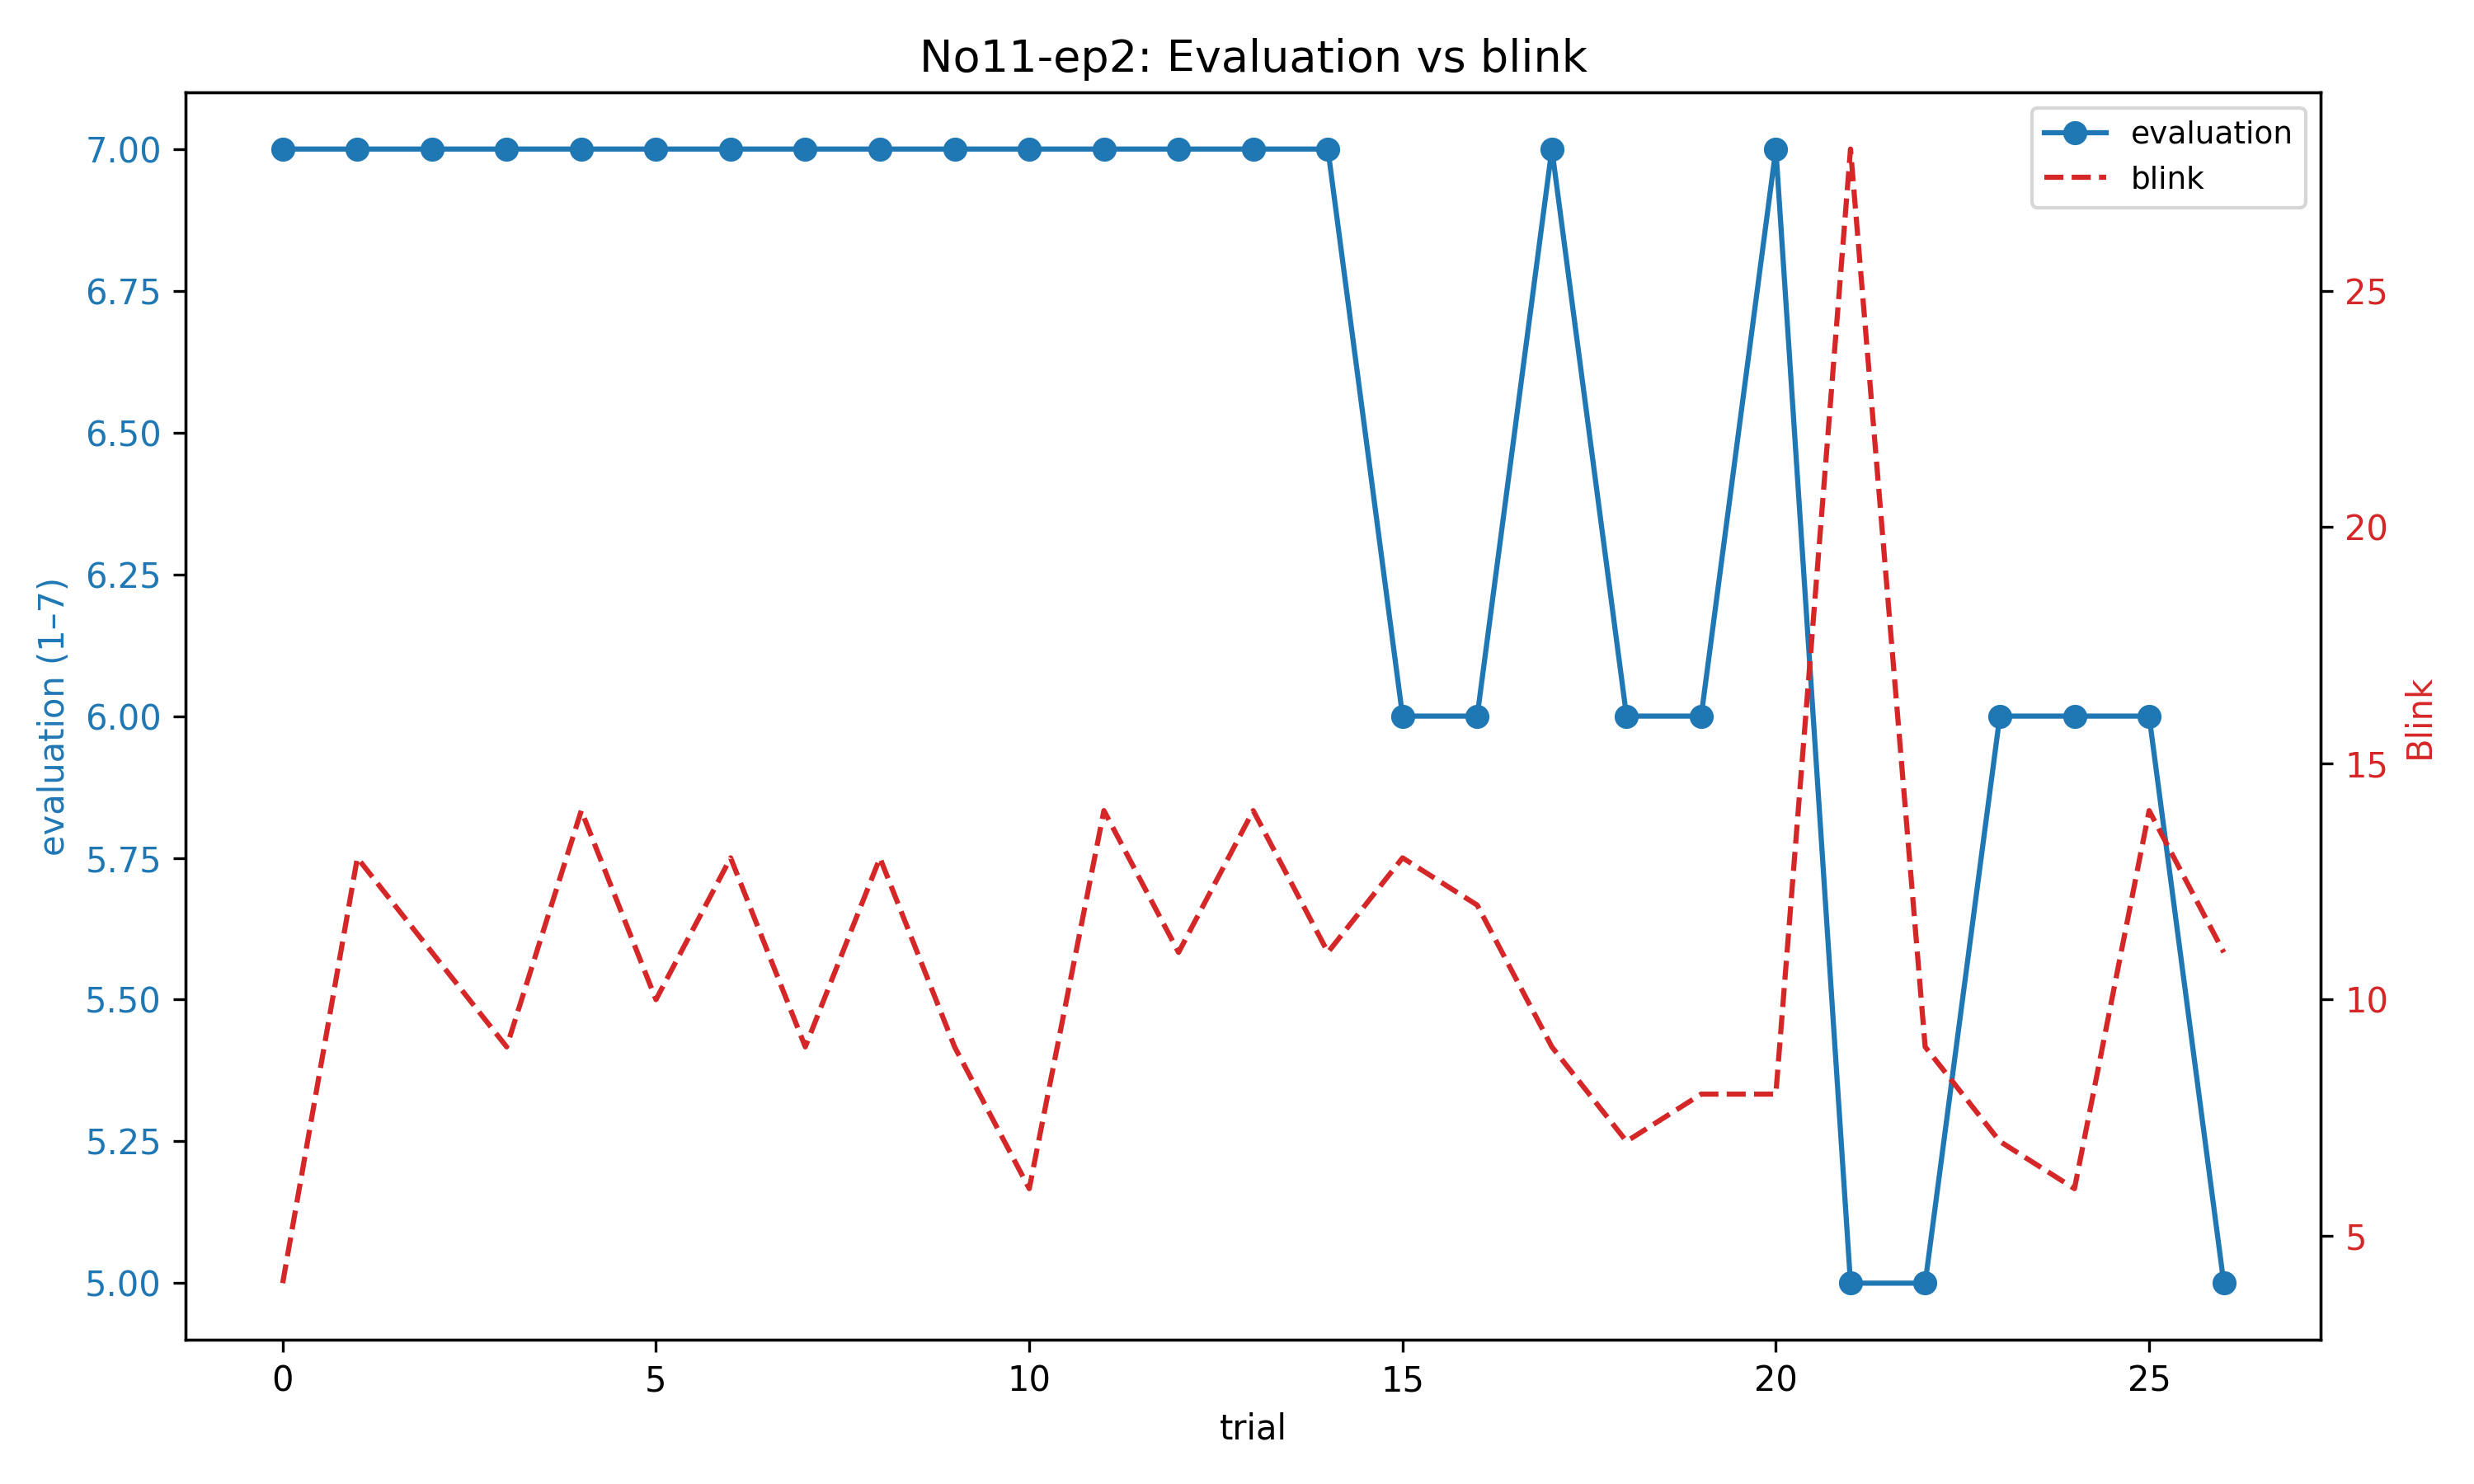 No11-ep2: Evaluation vs blink
evaluation
blink
7.00
6.75
6.50
6.25
6.00
5.75
5.50
5.25
5.00
evaluation (1–7)
25
20
15
10
5
Blink
0 5 10 15 20 25
trial